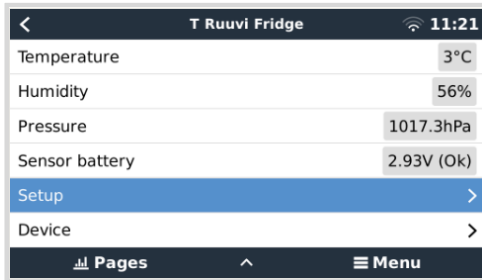 T Ruuvi Fridge 11:21
Temperature 3°C
Humidity 56%
Pressure 1017.3hPa
Sensor battery 2.93V (Ok)
Setup
Device
Pages Menu